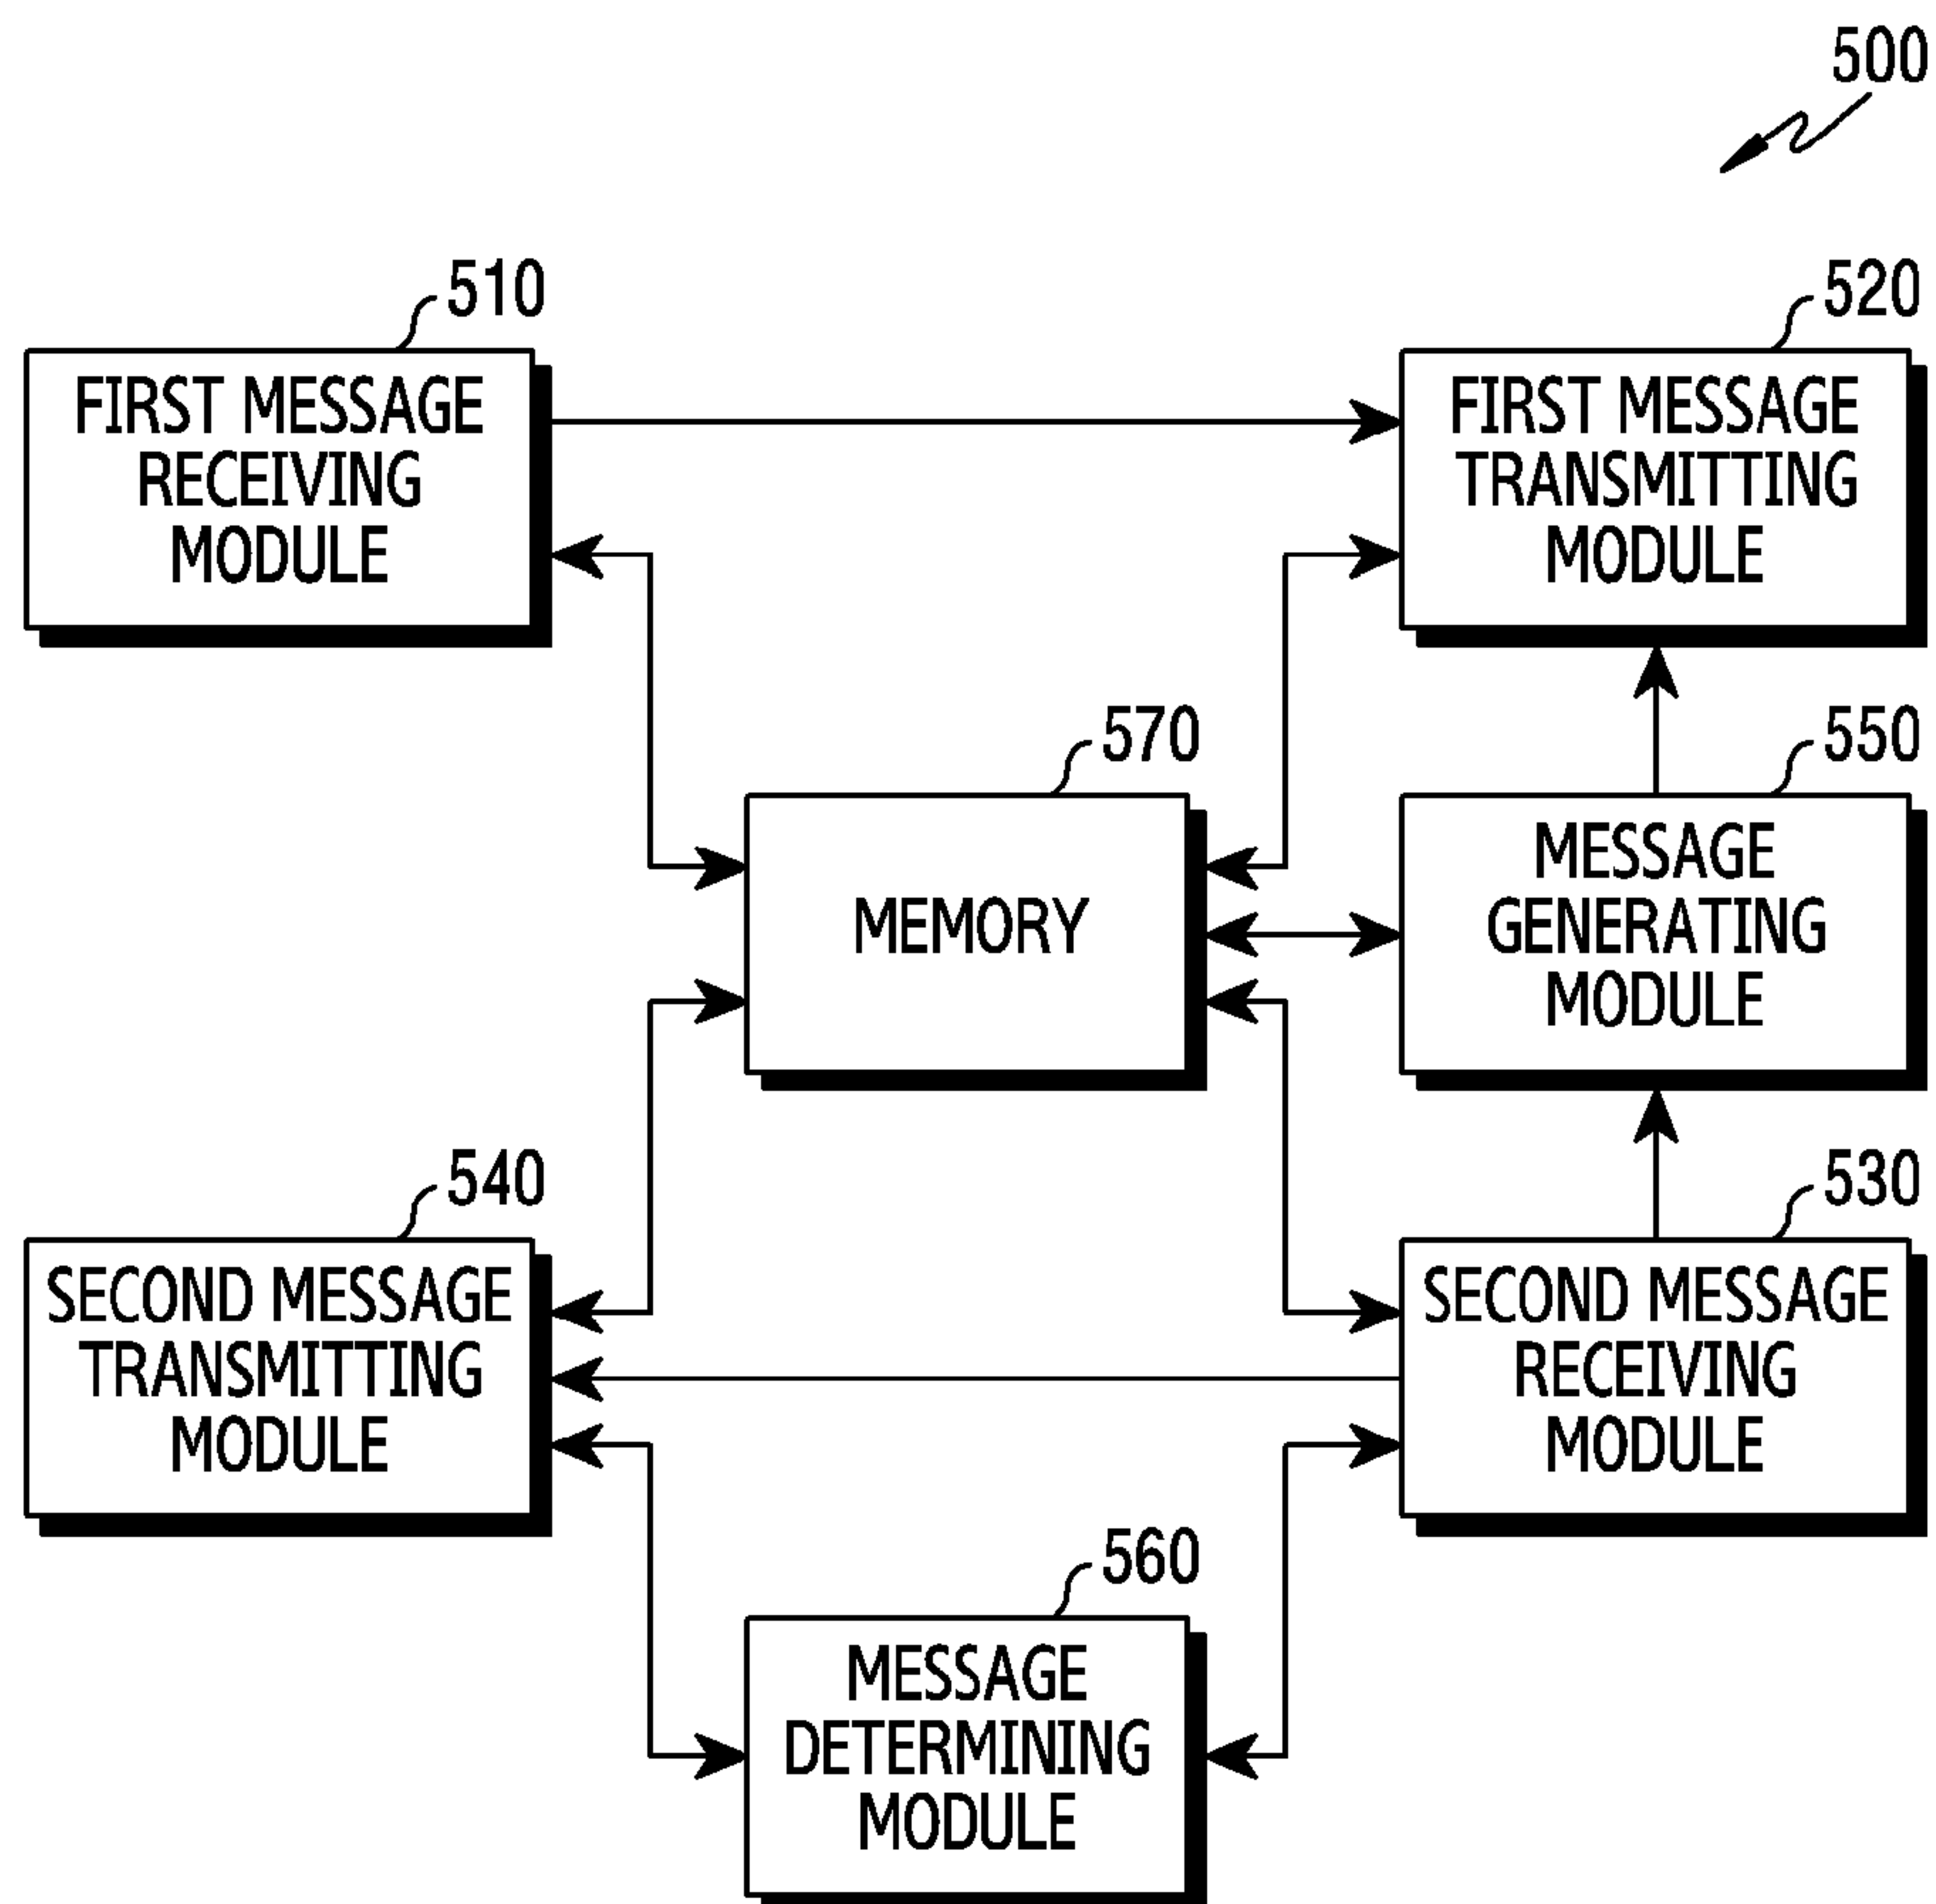 500
510
FIRST MESSAGE
RECEIVING
MODULE
520
FIRST MESSAGE
TRANSMITTING
MODULE
570
MEMORY
550
MESSAGE
GENERATING
MODULE
540
SECOND MESSAGE
TRANSMITTING
MODULE
530
SECOND MESSAGE
RECEIVING
MODULE
560
MESSAGE
DETERMINING
MODULE